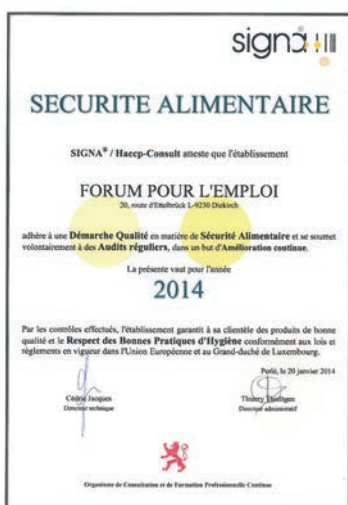 signa
SECURITE ALIMENTAIRE
SIGNA® / Haccp-Consult atteste que l'établissement
FORUM POUR L'EMPLOI
20, route d'Ettelbrück L-9230 Diekirch
adhère à une Démarche Qualité en matière de Sécurité Alimentaire et se soumet
volontairement à des Audits réguliers, dans un but d'Amélioration continue.
La présente vaut pour l'année
2014
Par les contrôles effectués, l'établissement garantit à sa clientèle des produits de bonne
qualité et le Respect des Bonnes Pratiques d'Hygiène conformément aux lois et
règlements en vigueur dans l'Union Européenne et au Grand-duché de Luxembourg.
Perlé, le 20 janvier 2014
Cédric Jacques
Thierry
Directeur technique
Directeur administratif
Organisme de Consultation et de Formation Professionnelle Continue